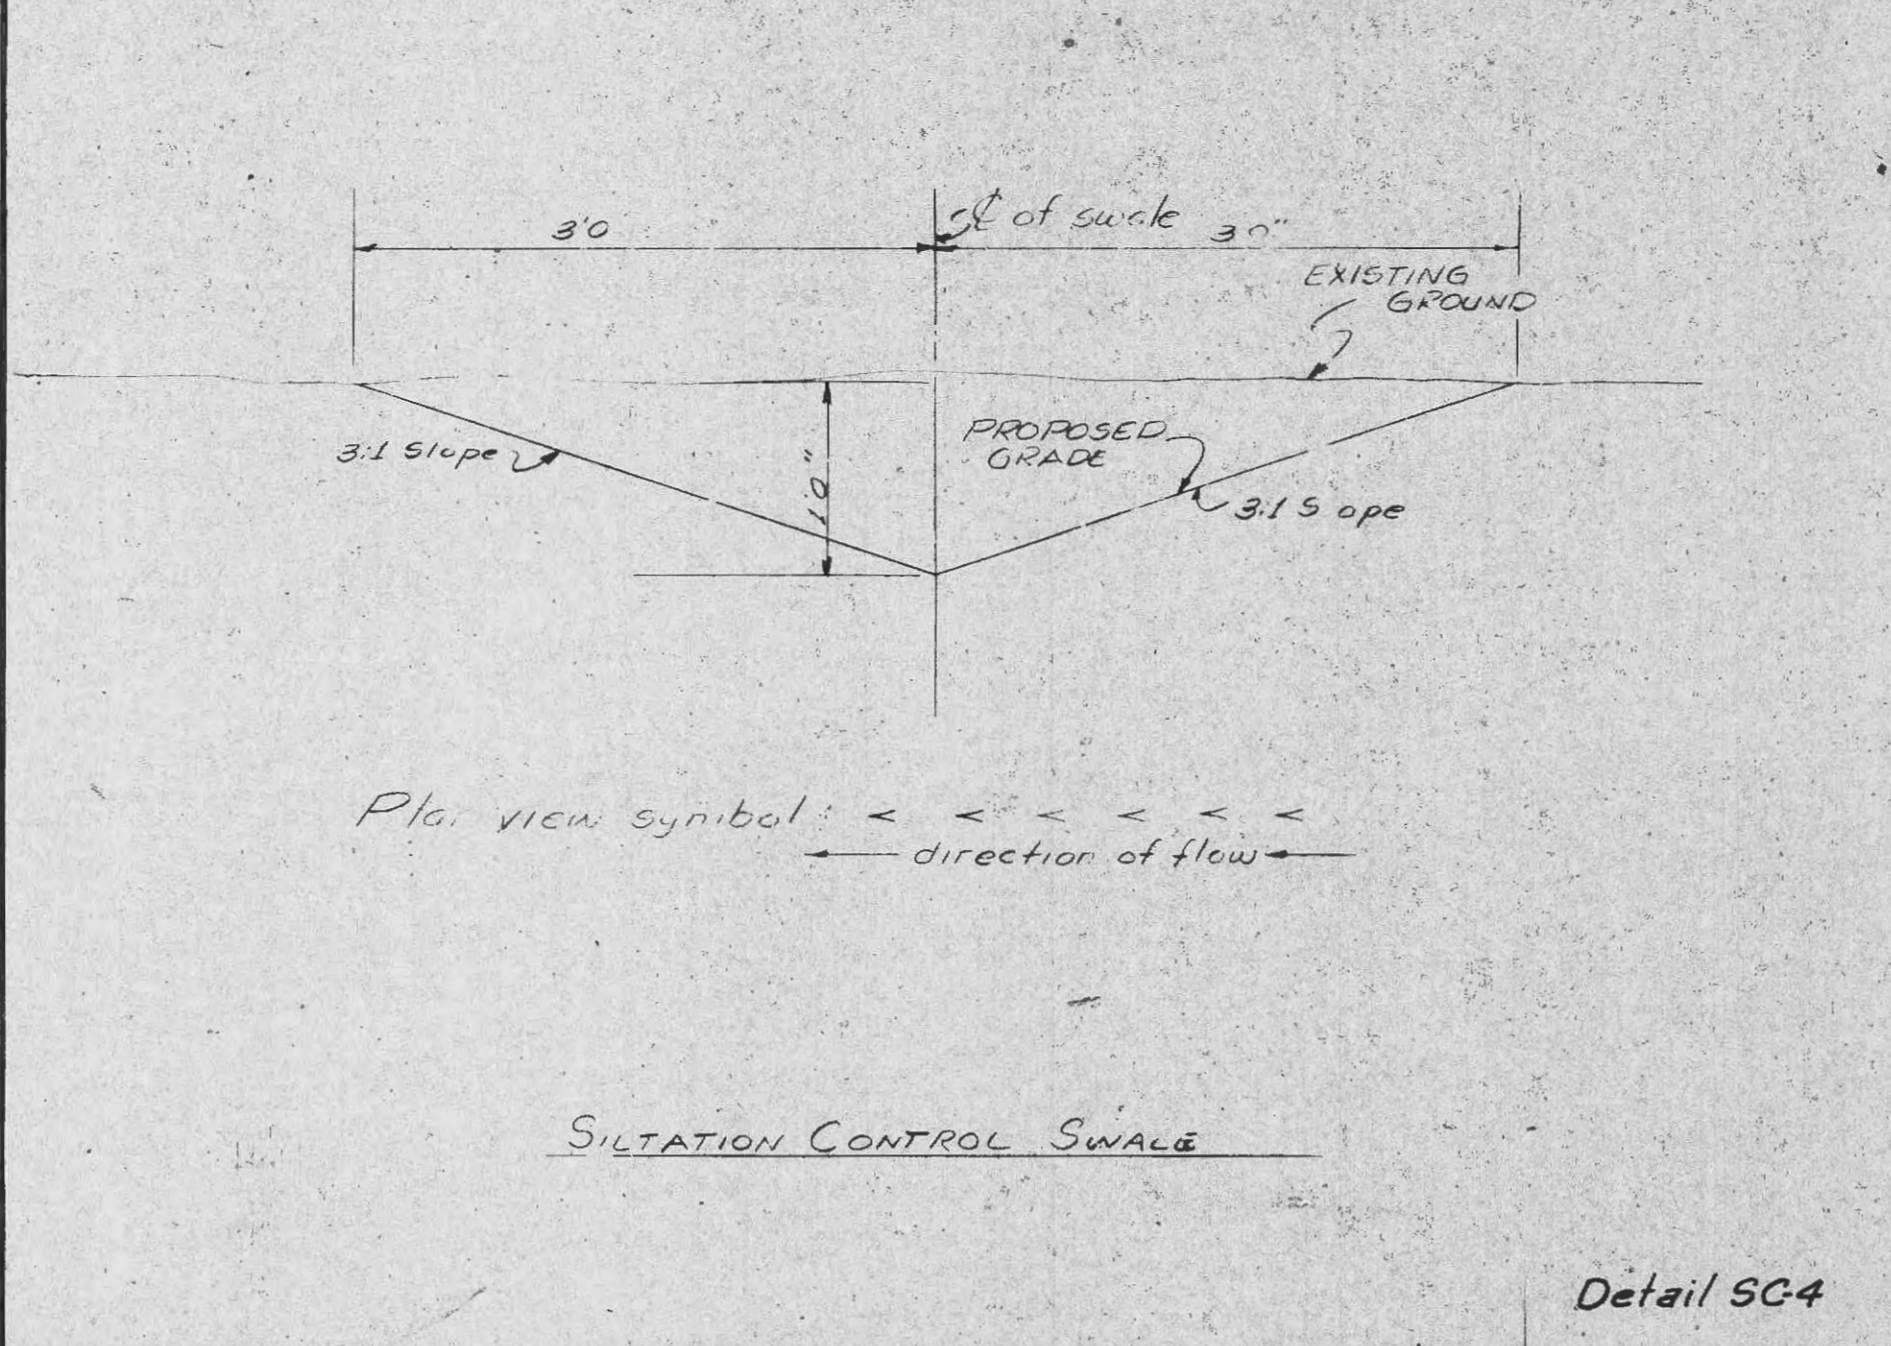 3'0
℄ of swale
3'0"
EXISTING
GROUND
3:1 Slope
1'0"
PROPOSED
GRADE
3:1 S ope
view symbol: < < < < < <
direction of flow
SILTATION CONTROL SWALE
Detail SC-4